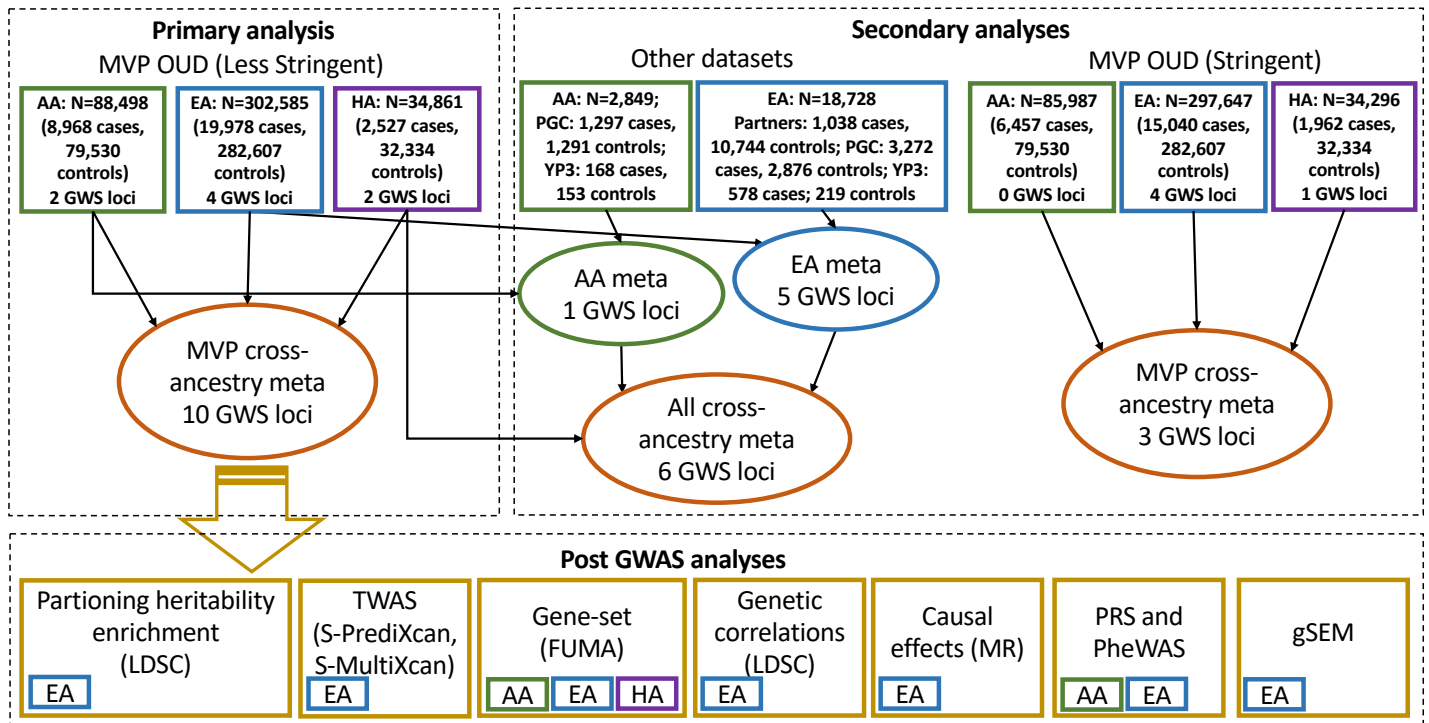 Primary analysis
MVP OUD (Less Stringent)
AA: N=88,498
(8,968 cases,
79,530
controls)
2 GWS loci
EA: N=302,585
(19,978 cases,
282,607
controls)
4 GWS loci
HA: N=34,861
(2,527 cases,
32,334
controls)
2 GWS loci
MVP cross-
ancestry meta
10 GWS loci
Secondary analyses
Other datasets
AA: N=2,849;
PGC: 1,297 cases,
1,291 controls;
YP3: 168 cases,
153 controls
EA: N=18,728
Partners: 1,038 cases,
10,744 controls; PGC: 3,272
cases, 2,876 controls; YP3:
578 cases; 219 controls
AA meta
1 GWS loci
EA meta
5 GWS loci
All cross-
ancestry meta
6 GWS loci
MVP OUD (Stringent)
AA: N=85,987
(6,457 cases,
79,530
controls)
0 GWS loci
EA: N=297,647
(15,040 cases,
282,607
controls)
4 GWS loci
HA: N=34,296
(1,962 cases,
32,334
controls)
1 GWS loci
MVP cross-
ancestry meta
3 GWS loci
Post GWAS analyses
Partioning heritability
enrichment
(LDSC)
EA
TWAS
(S-PrediXcan,
S-MultiXcan)
EA
Gene-set
(FUMA)
AA
EA
HA
Genetic
correlations
(LDSC)
EA
Causal
effects (MR)
EA
PRS and
PheWAS
AA
EA
gSEM
EA